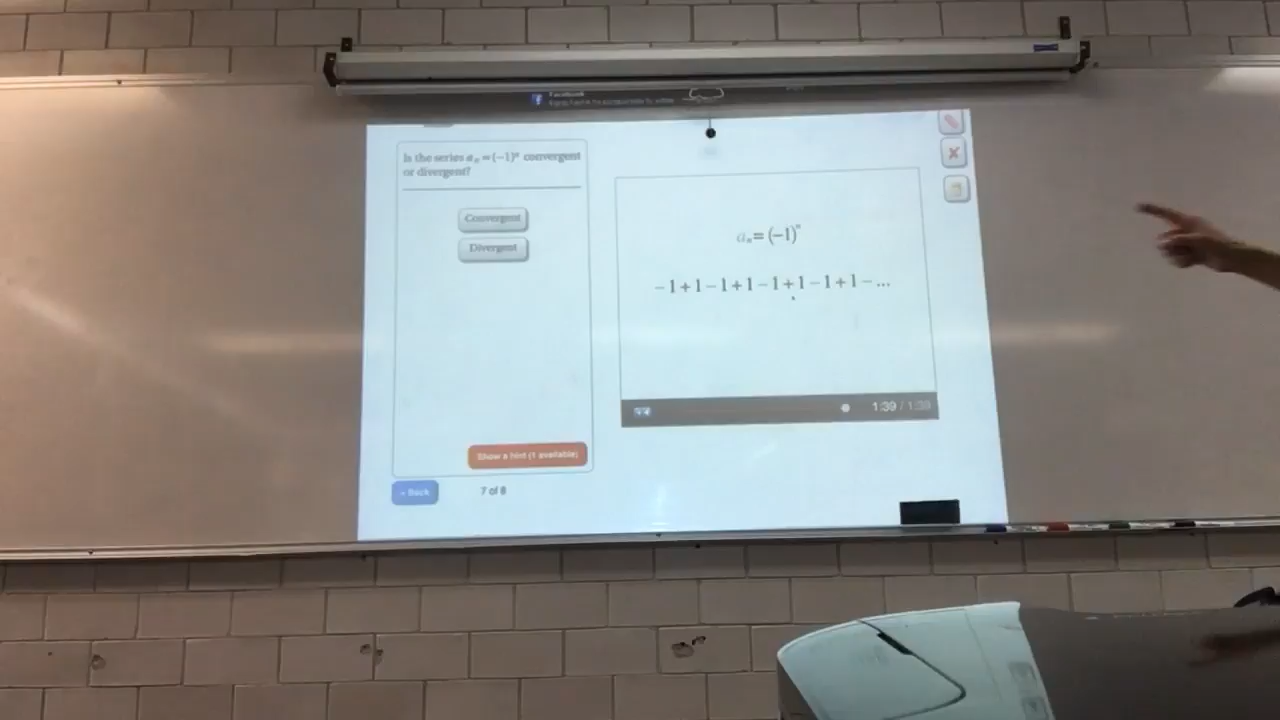 Facebook
Is the series aₙ = (−1)ⁿ convergent
or divergent?
Convergent
Divergent
Show a hint (1 available)
« Back
7 of 8
aₙ = (−1)ⁿ
− 1 + 1 − 1 + 1 − 1 + 1 − 1 + 1 − ...
1:39 / 1:39